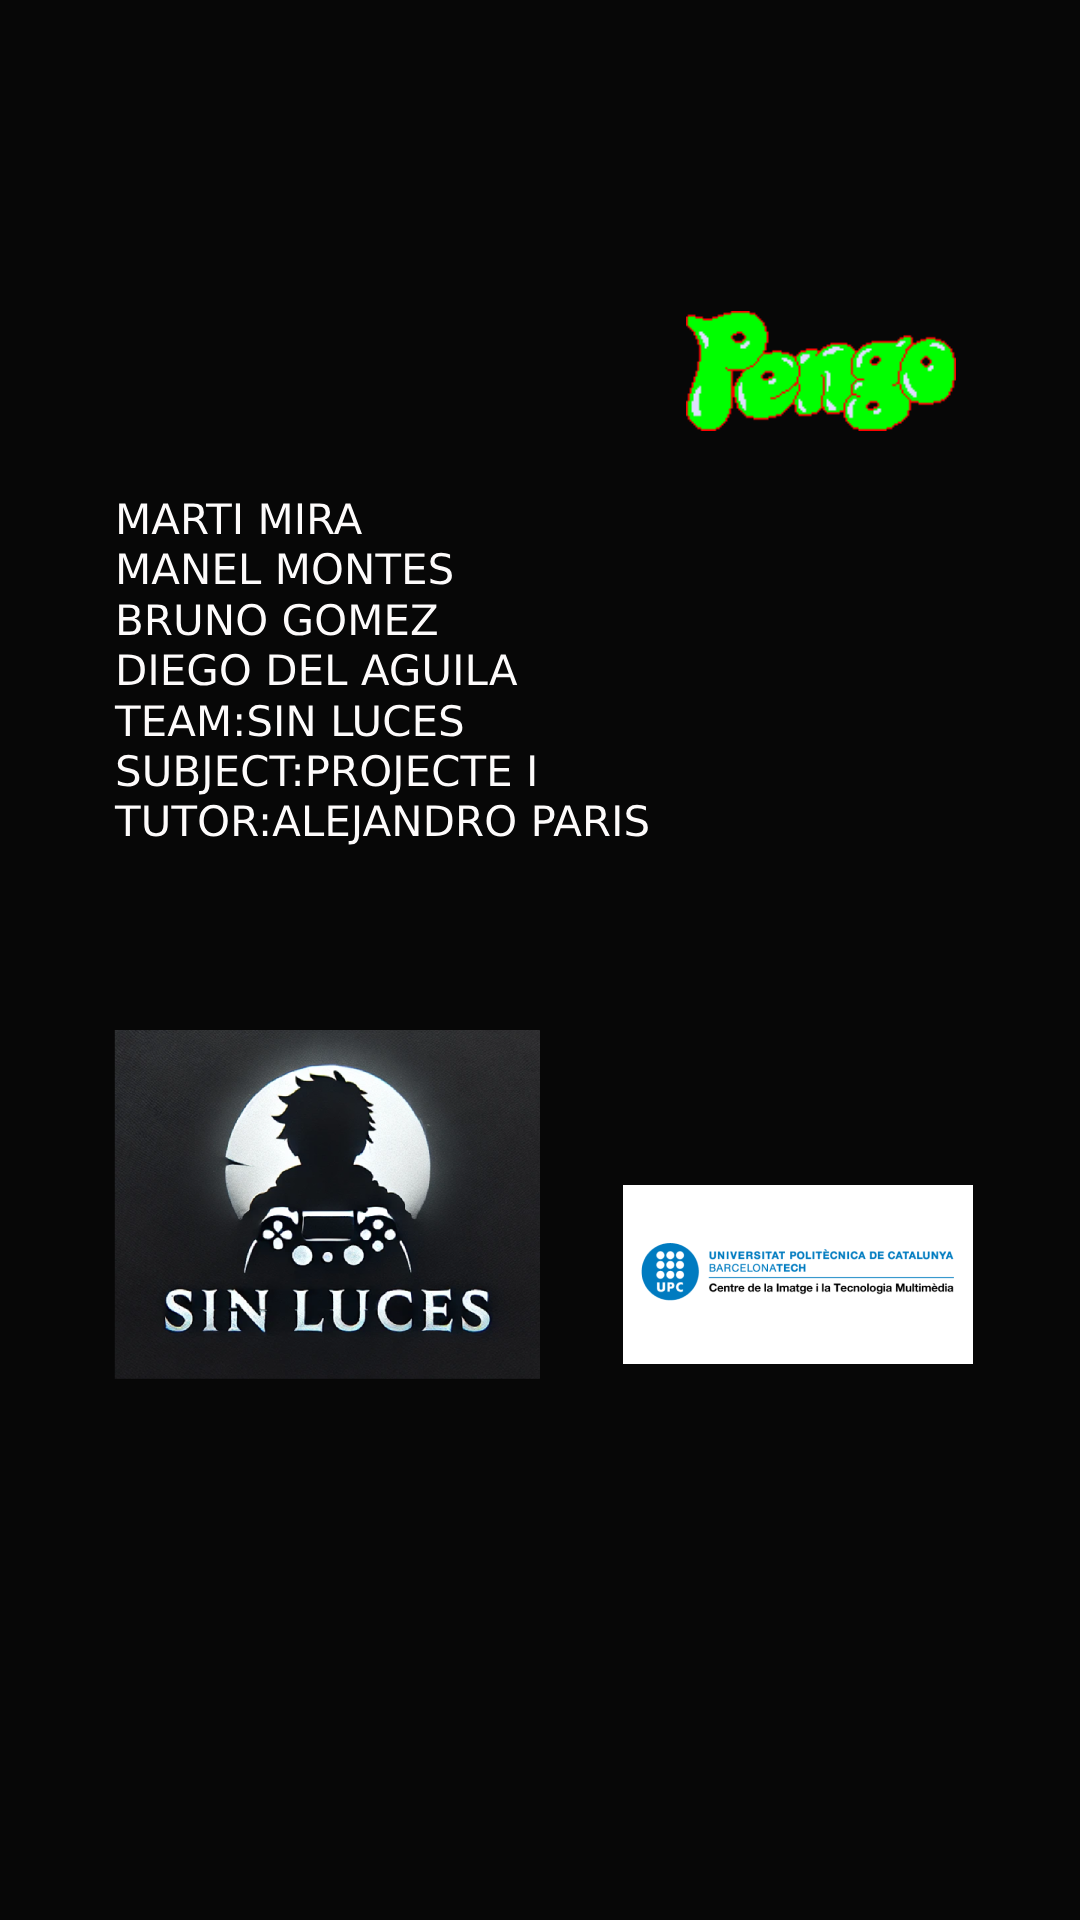 Pengo
MARTI MIRA
MANEL MONTES
BRUNO GOMEZ
DIEGO DEL AGUILA
TEAM:SIN LUCES
SUBJECT:PROJECTE I
TUTOR:ALEJANDRO PARIS
SIN LUCES
UPC
UNIVERSITAT POLITÈCNICA DE CATALUNYA
BARCELONATECH
Centre de la Imatge i la Tecnologia Multimèdia